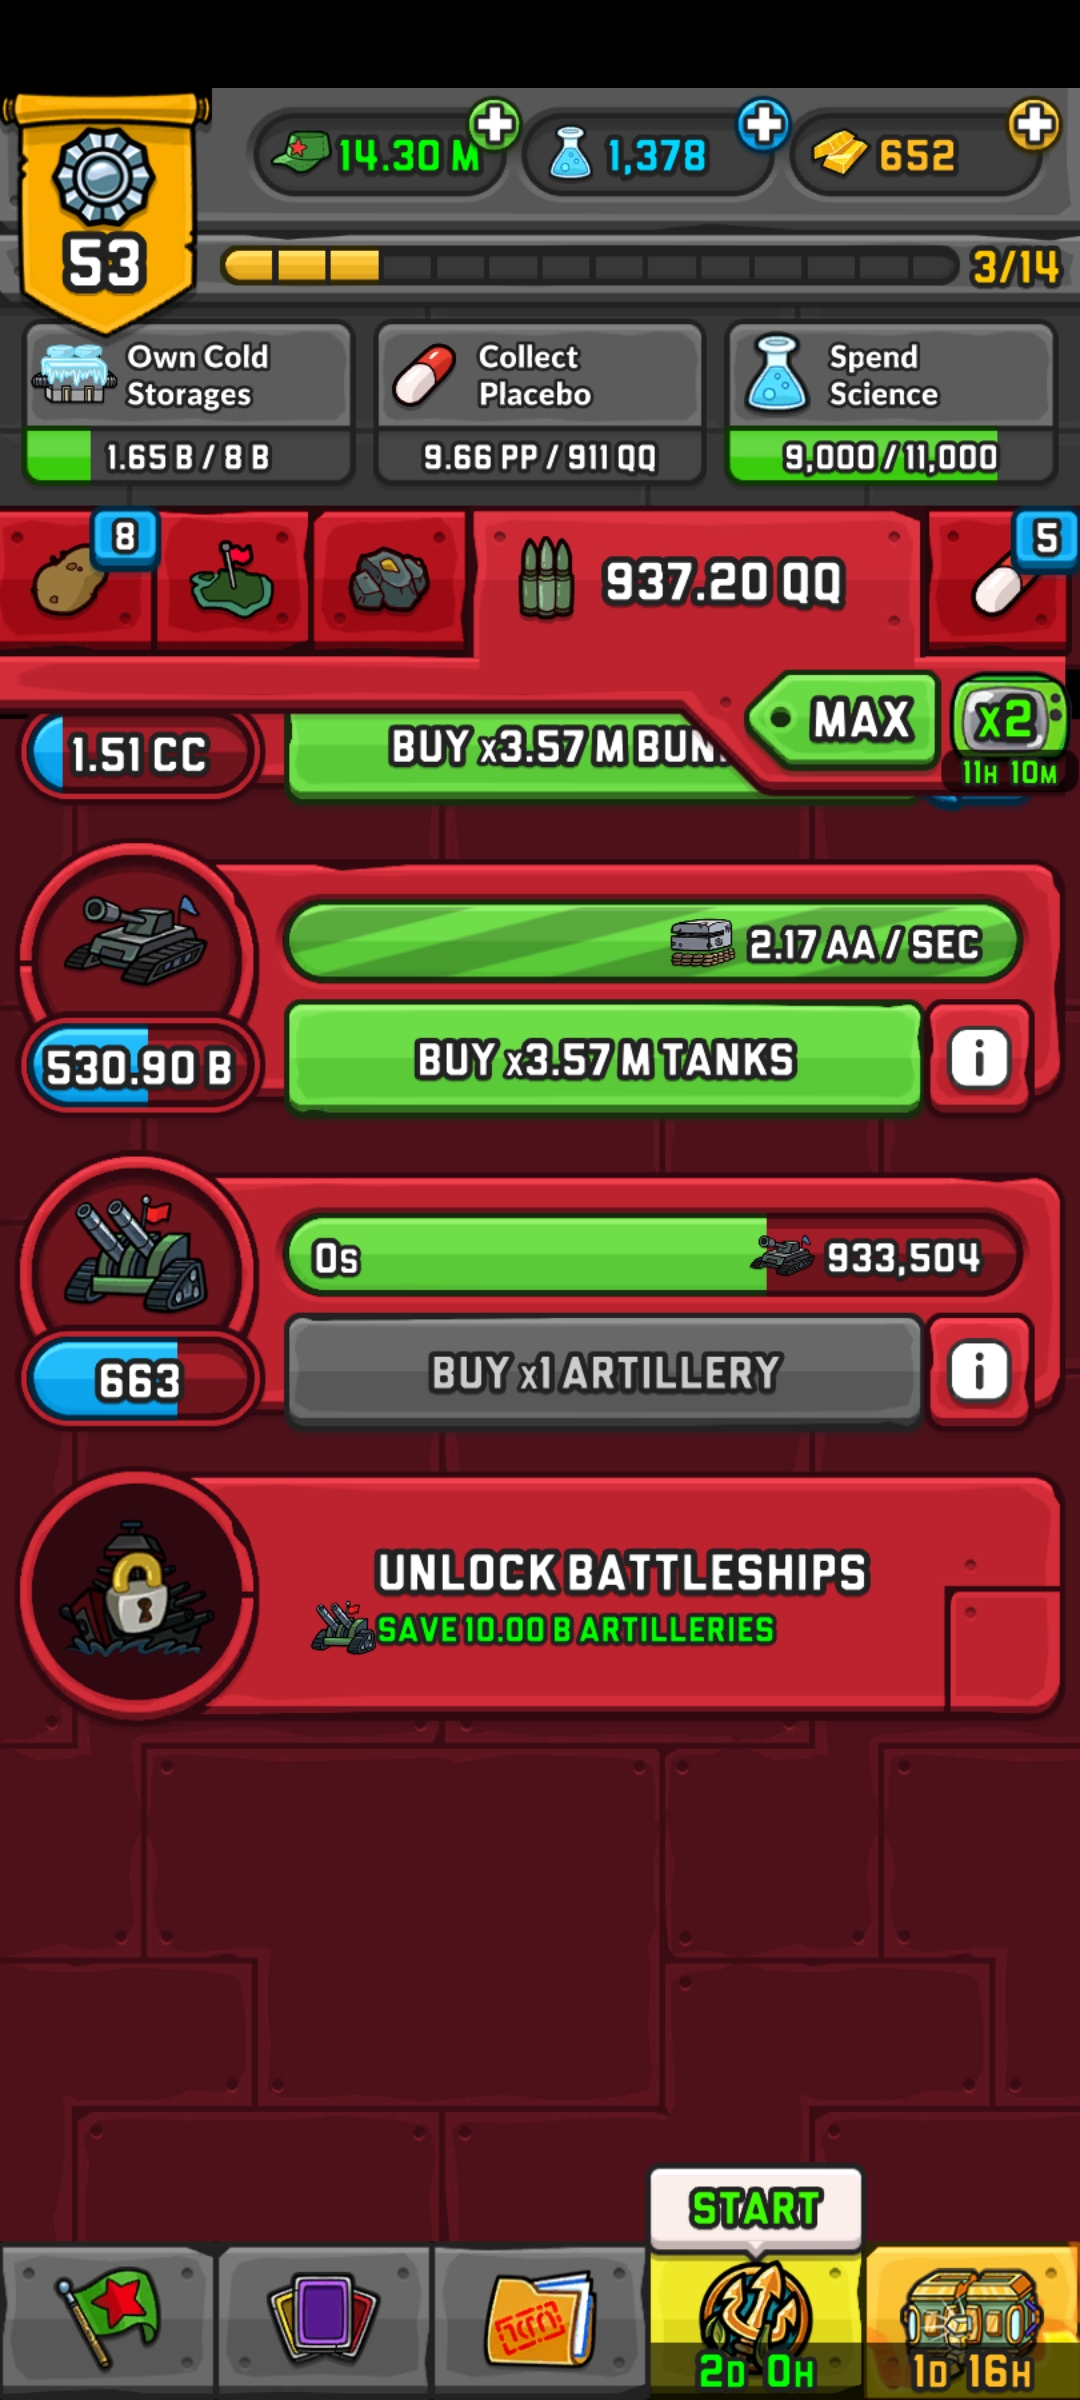 14.30 M
1,378
652
53
3/14
Own Cold
Storages
Collect
Placebo
Spend
Science
1.65 B / 8 B
9.66 PP / 911 QQ
9,000 / 11,000
8
937.20 QQ
5
MAX
x2
11H 10M
1.51 CC
BUY x3.57 M BUN
2.17 AA / SEC
530.90 B
BUY x3.57 M TANKS
i
0s
933,504
663
BUY x1 ARTILLERY
i
UNLOCK BATTLESHIPS
SAVE 10.00 B ARTILLERIES
START
2D 0H
1D 16H